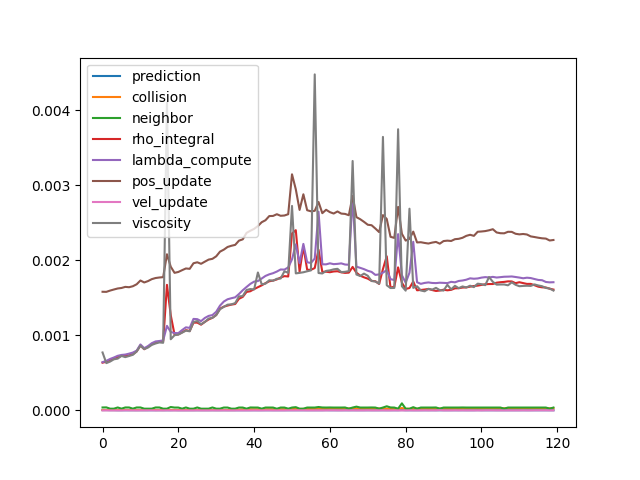 prediction
collision
neighbor
rho_integral
lambda_compute
pos_update
vel_update
viscosity
0.004
0.003
0.002
0.001
0.000
0 20 40 60 80 100 120